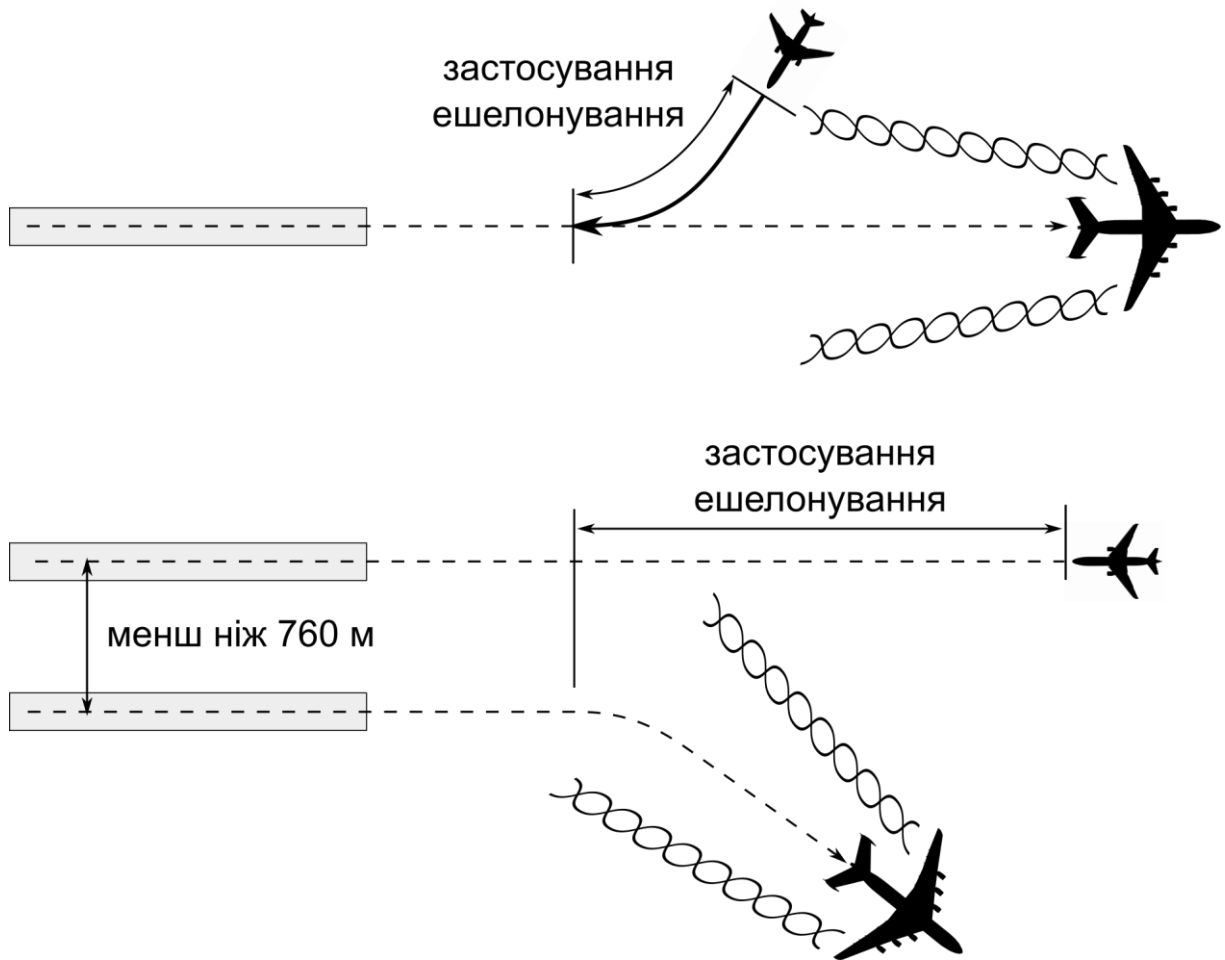 застосування
ешелонування
застосування
ешелонування
менш ніж 760 м